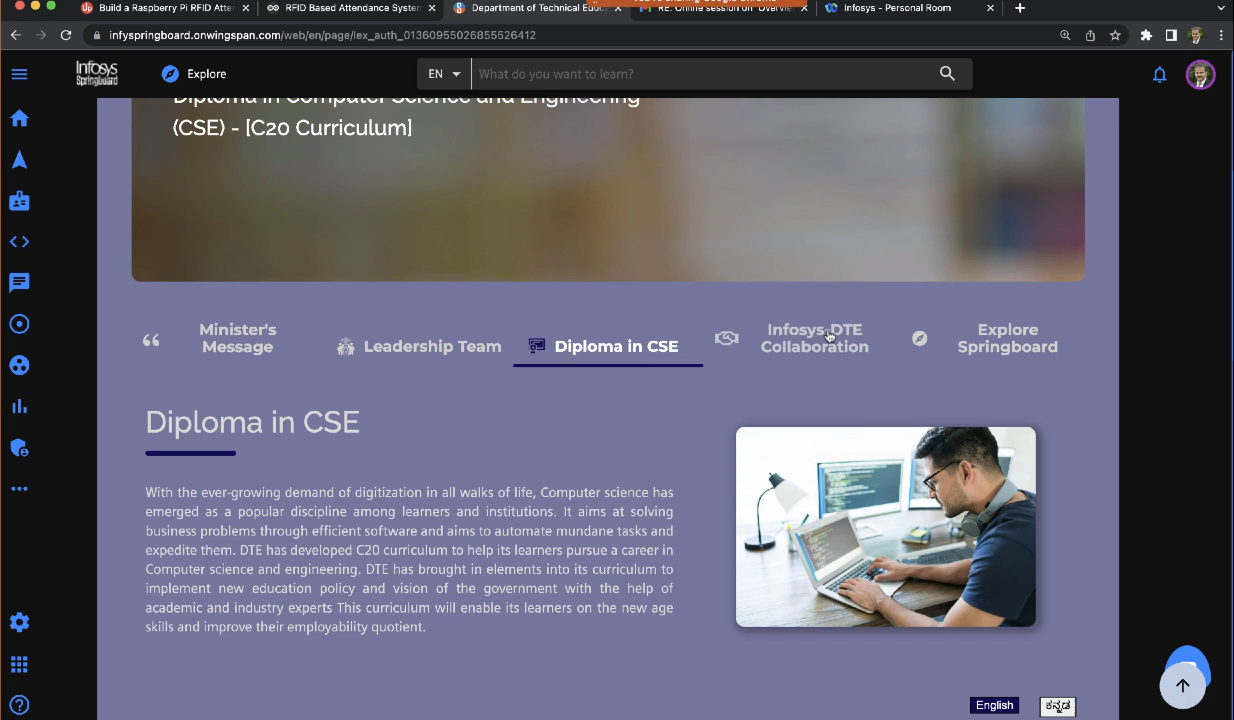 Build a Raspberry Pi RFID Atte
RFID Based Attendance System
Department of Technical Educ
RE: Online session on "Overvie
Infosys - Personal Room
infyspringboard.onwingspan.com/web/en/page/lex_auth_01360955026855526412
Infosys
Springboard
Explore
EN
What do you want to learn?
Diploma in Computer Science and Engineering
(CSE) - [C20 Curriculum]
Minister's
Message
Leadership Team
Diploma in CSE
Infosys-DTE
Collaboration
Explore
Springboard
Diploma in CSE
With the ever-growing demand of digitization in all walks of life, Computer science has
emerged as a popular discipline among learners and institutions. It aims at solving
business problems through efficient software and aims to automate mundane tasks and
expedite them. DTE has developed C20 curriculum to help its learners pursue a career in
Computer science and engineering. DTE has brought in elements into its curriculum to
implement new education policy and vision of the government with the help of
academic and industry experts This curriculum will enable its learners on the new age
skills and improve their employability quotient.
English
ಕನ್ನಡ